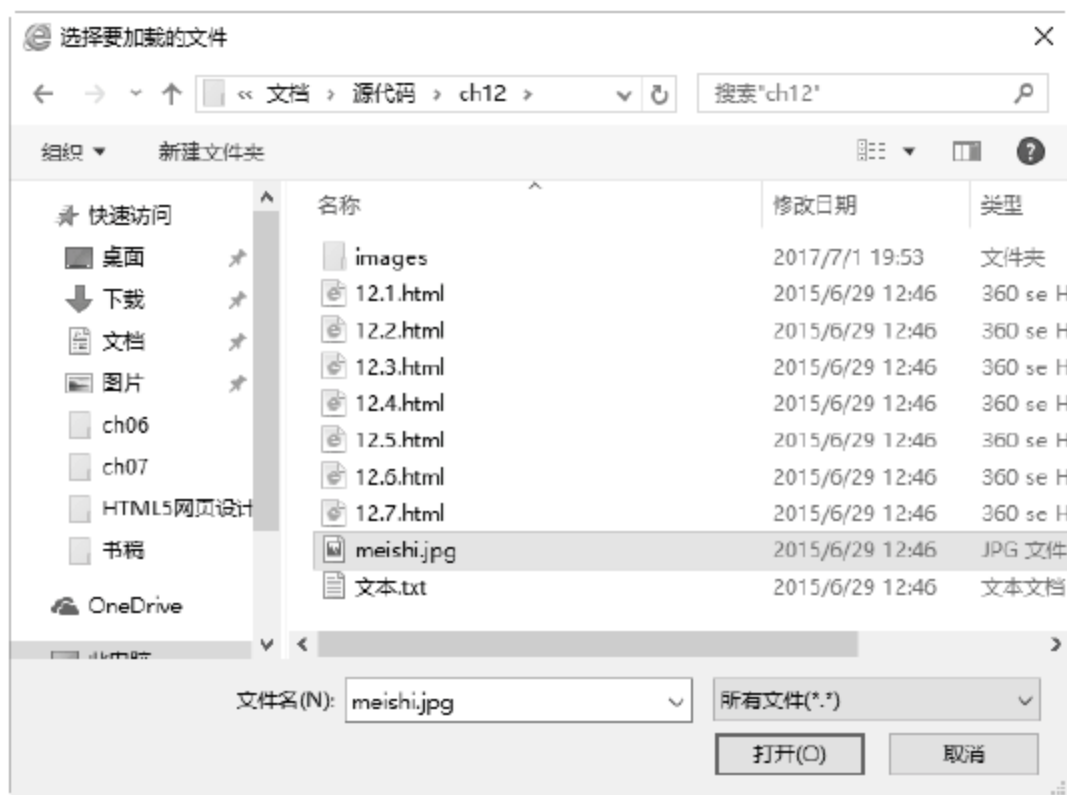 选择要加载的文件
« 文档 › 源代码 › ch12 ›
搜索"ch12"
组织
新建文件夹
快速访问
桌面
下载
文档
图片
ch06
ch07
HTML5网页设计
书稿
OneDrive
此电脑
名称 修改日期 类型
images 2017/7/1 19:53 文件夹
12.1.html 2015/6/29 12:46 360 se H
12.2.html 2015/6/29 12:46 360 se H
12.3.html 2015/6/29 12:46 360 se H
12.4.html 2015/6/29 12:46 360 se H
12.5.html 2015/6/29 12:46 360 se H
12.6.html 2015/6/29 12:46 360 se H
12.7.html 2015/6/29 12:46 360 se H
meishi.jpg 2015/6/29 12:46 JPG 文件
文本.txt 2015/6/29 12:46 文本文档
文件名(N): meishi.jpg
所有文件(*.*)
打开(O)
取消